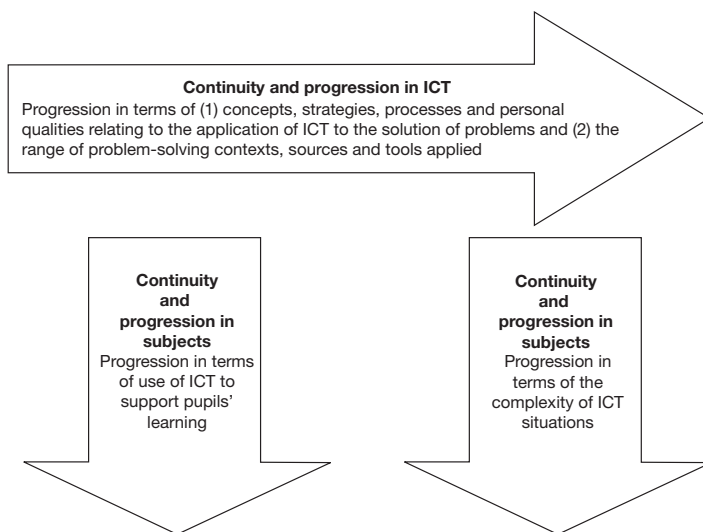 Continuity and progression in ICT
Progression in terms of (1) concepts, strategies, processes and personal
qualities relating to the application of ICT to the solution of problems and (2) the
range of problem-solving contexts, sources and tools applied
Continuity
and
progression in
subjects
Progression in terms
of use of ICT to
support pupils'
learning
Continuity
and
progression in
subjects
Progression in
terms of the
complexity of ICT
situations